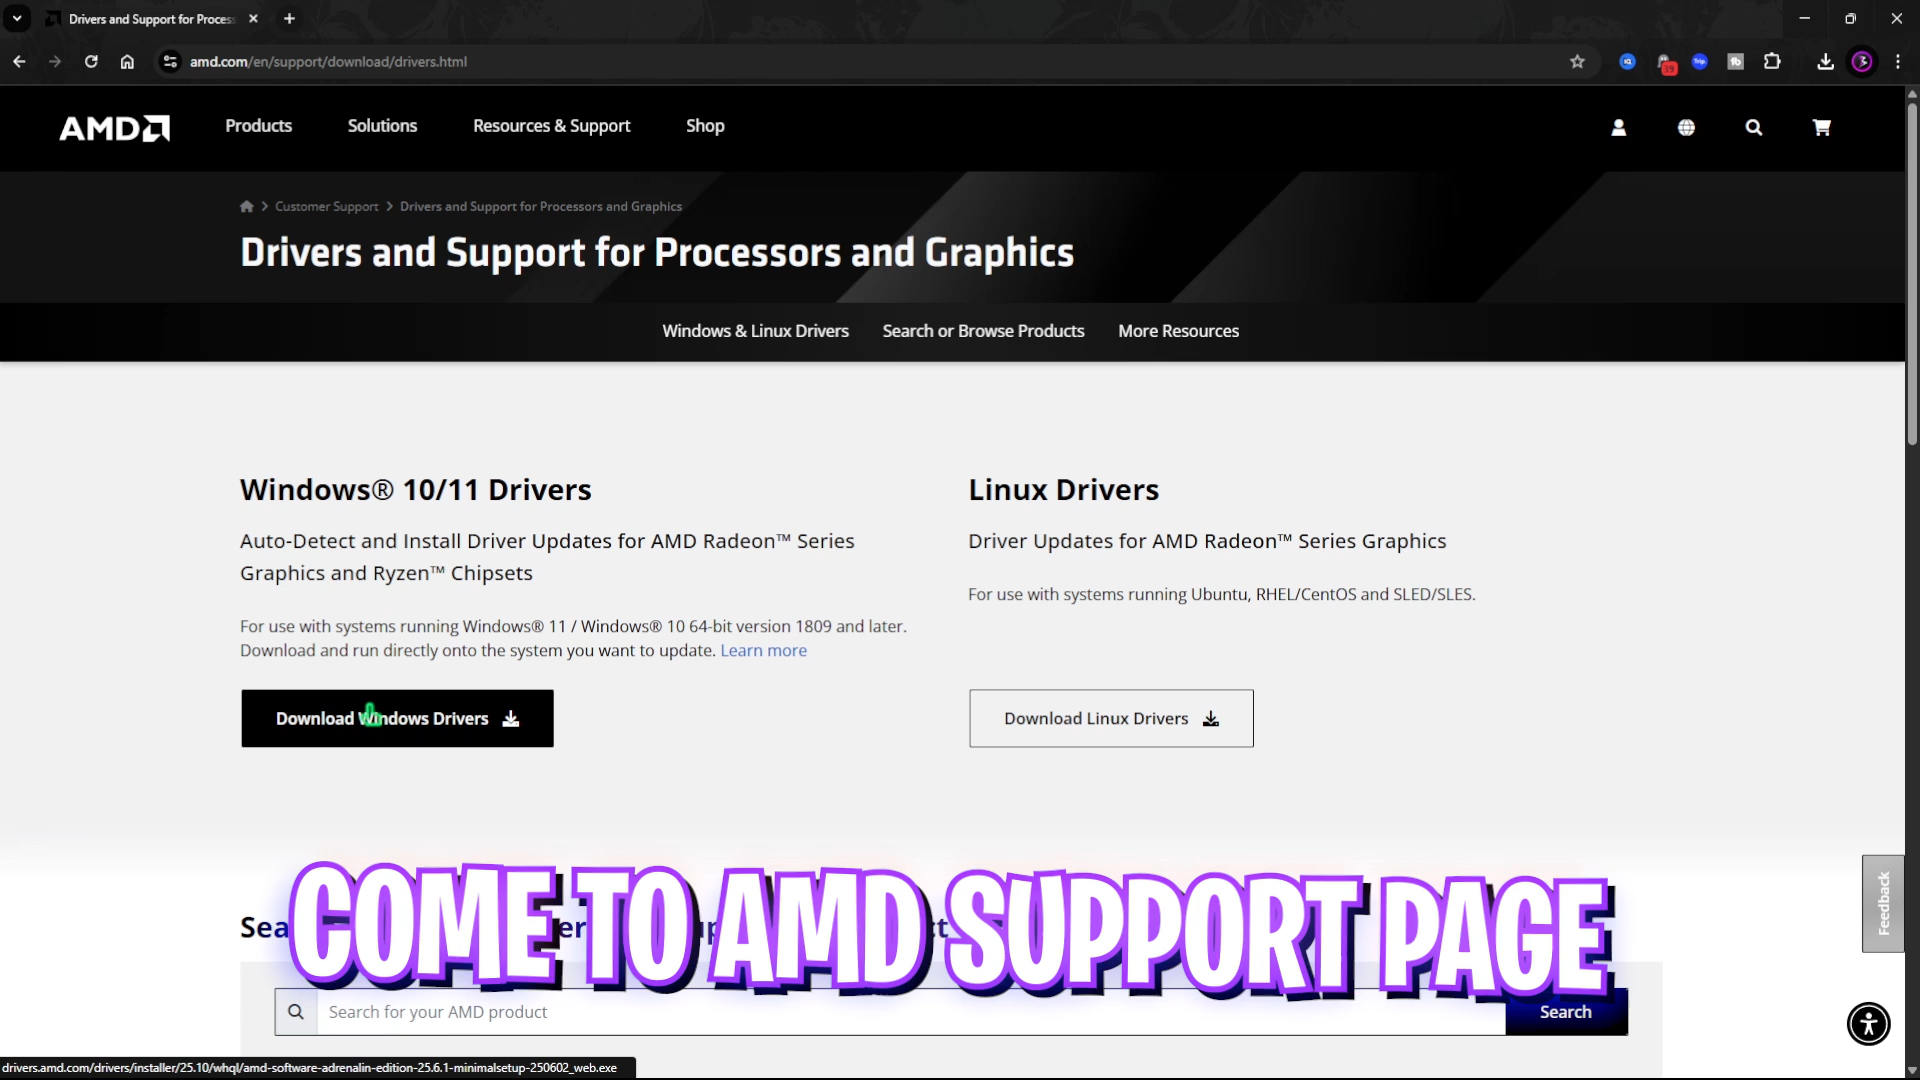 Drivers and Support for Process
amd.com/en/support/download/drivers.html
39
AMD
Products
Solutions
Resources & Support
Shop
Customer Support
Drivers and Support for Processors and Graphics
Drivers and Support for Processors and Graphics
Windows & Linux Drivers
Search or Browse Products
More Resources
Windows® 10/11 Drivers
Auto-Detect and Install Driver Updates for AMD Radeon™ Series
Graphics and Ryzen™ Chipsets
For use with systems running Windows® 11 / Windows® 10 64-bit version 1809 and later.
Download and run directly onto the system you want to update. Learn more
Download Windows Drivers
Linux Drivers
Driver Updates for AMD Radeon™ Series Graphics
For use with systems running Ubuntu, RHEL/CentOS and SLED/SLES.
Download Linux Drivers
COME TO AMD SUPPORT PAGE
Search for your AMD product
Search
Feedback
drivers.amd.com/drivers/installer/25.10/whql/amd-software-adrenalin-edition-25.6.1-minimalsetup-250602_web.exe